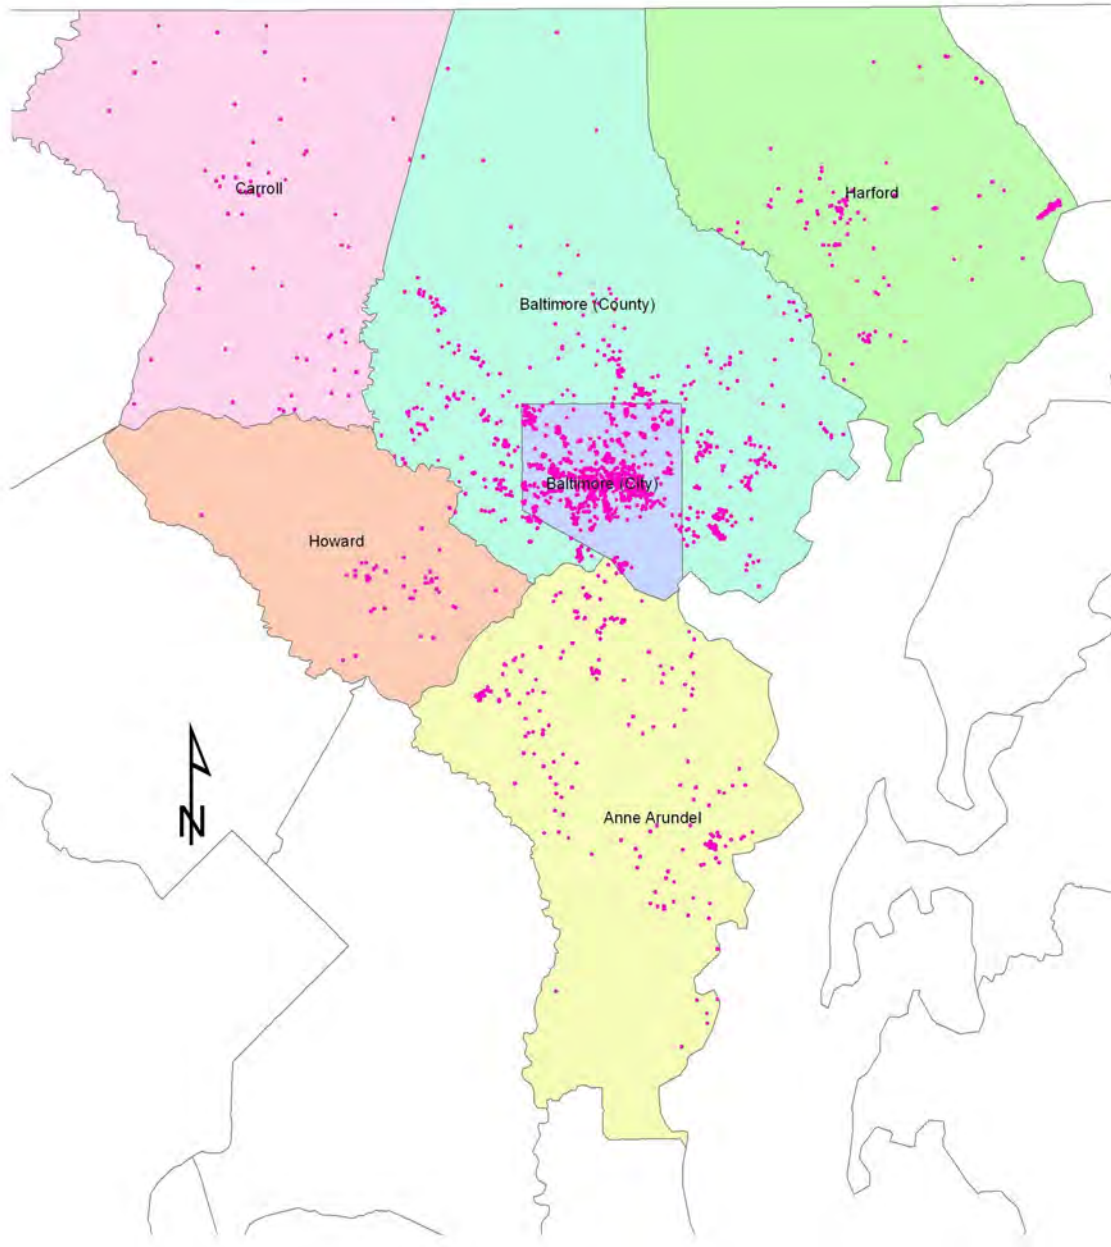 Carroll
Harford
Baltimore (County)
Baltimore (City)
Howard
Anne Arundel
N